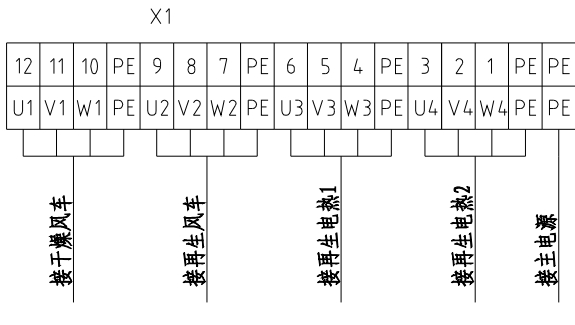 X1
12 11 10 PE 9 8 7 PE 6 5 4 PE 3 2 1 PE PE
U1 V1 W1 PE U2 V2 W2 PE U3 V3 W3 PE U4 V4 W4 PE PE
接干燥风车
接再生风车
接再生电热1
接再生电热2
接主电源